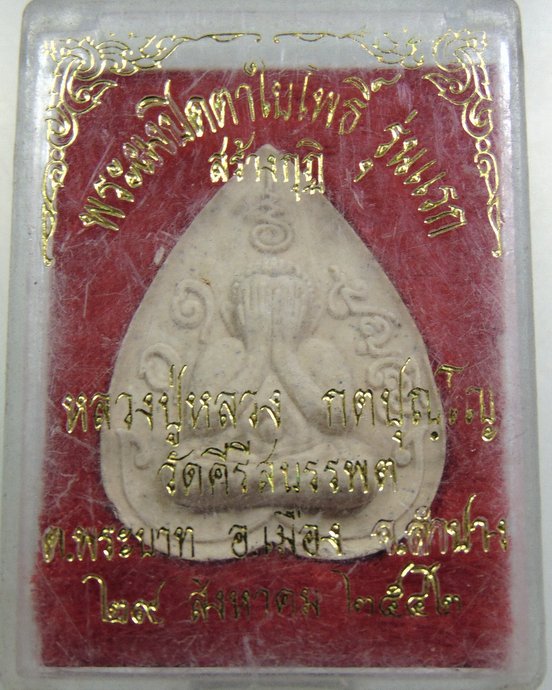 พระผงปิดตาใบโพธิ์ รุ่นแรก
สร้างกุฏิ
หลวงปู่หลวง กตปุญฺโญ
วัดคีรีสุบรรพต
ต.พระบาท อ.เมือง จ.ลำปาง
๒๙ สิงหาคม ๒๕๔๒